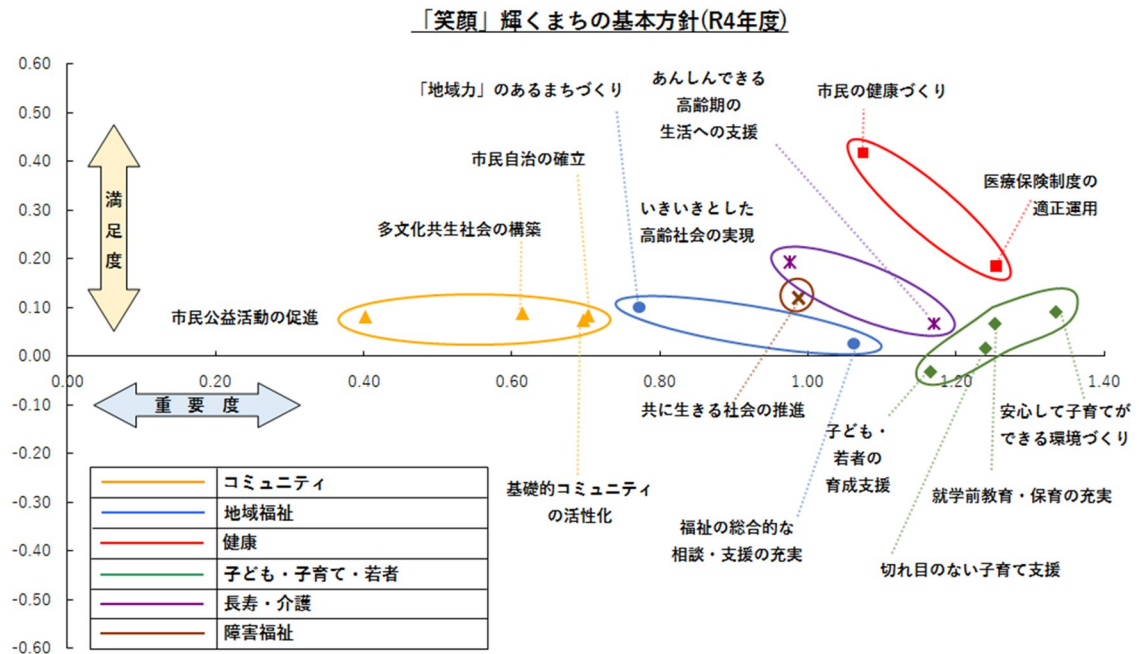 「笑顔」輝くまちの基本方針(R4年度)
0.60
0.50
0.40
0.30
0.20
0.10
0.00
-0.10
-0.20
-0.30
-0.40
-0.50
-0.60
0.00
0.20
0.40
0.60
0.80
1.00
1.20
1.40
満足度
重要度
「地域力」のあるまちづくり
あんしんできる
高齢期の
生活への支援
市民の健康づくり
市民自治の確立
医療保険制度の
適正運用
多文化共生社会の構築
いきいきとした
高齢社会の実現
市民公益活動の促進
共に生きる社会の推進
子ども・
若者の
育成支援
安心して子育てが
できる環境づくり
基礎的コミュニティ
の活性化
就学前教育・保育の充実
福祉の総合的な
相談・支援の充実
切れ目のない子育て支援
コミュニティ
地域福祉
健康
子ども・子育て・若者
長寿・介護
障害福祉